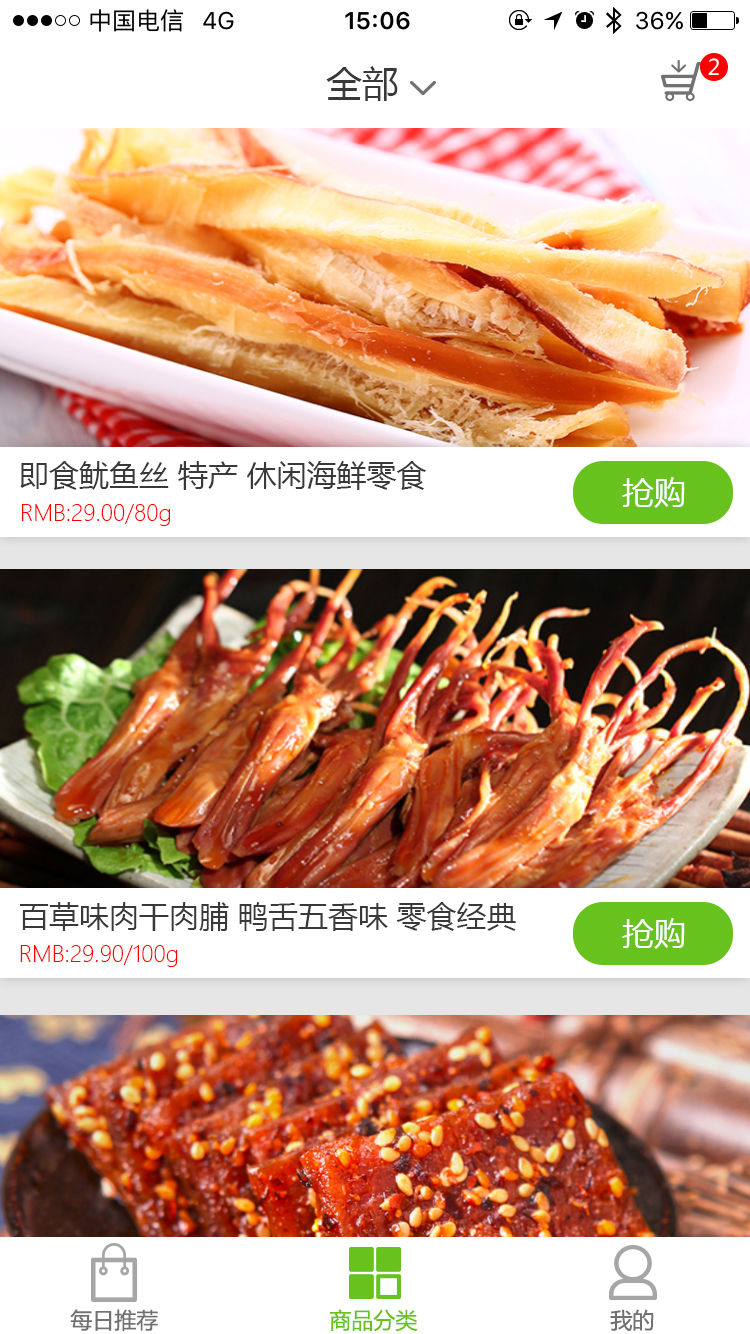 中国电信 4G 15:06 36%
全部 2
即食鱿鱼丝 特产 休闲海鲜零食
RMB:29.00/80g
抢购
百草味肉干肉脯 鸭舌五香味 零食经典
RMB:29.90/100g
抢购
每日推荐 商品分类 我的